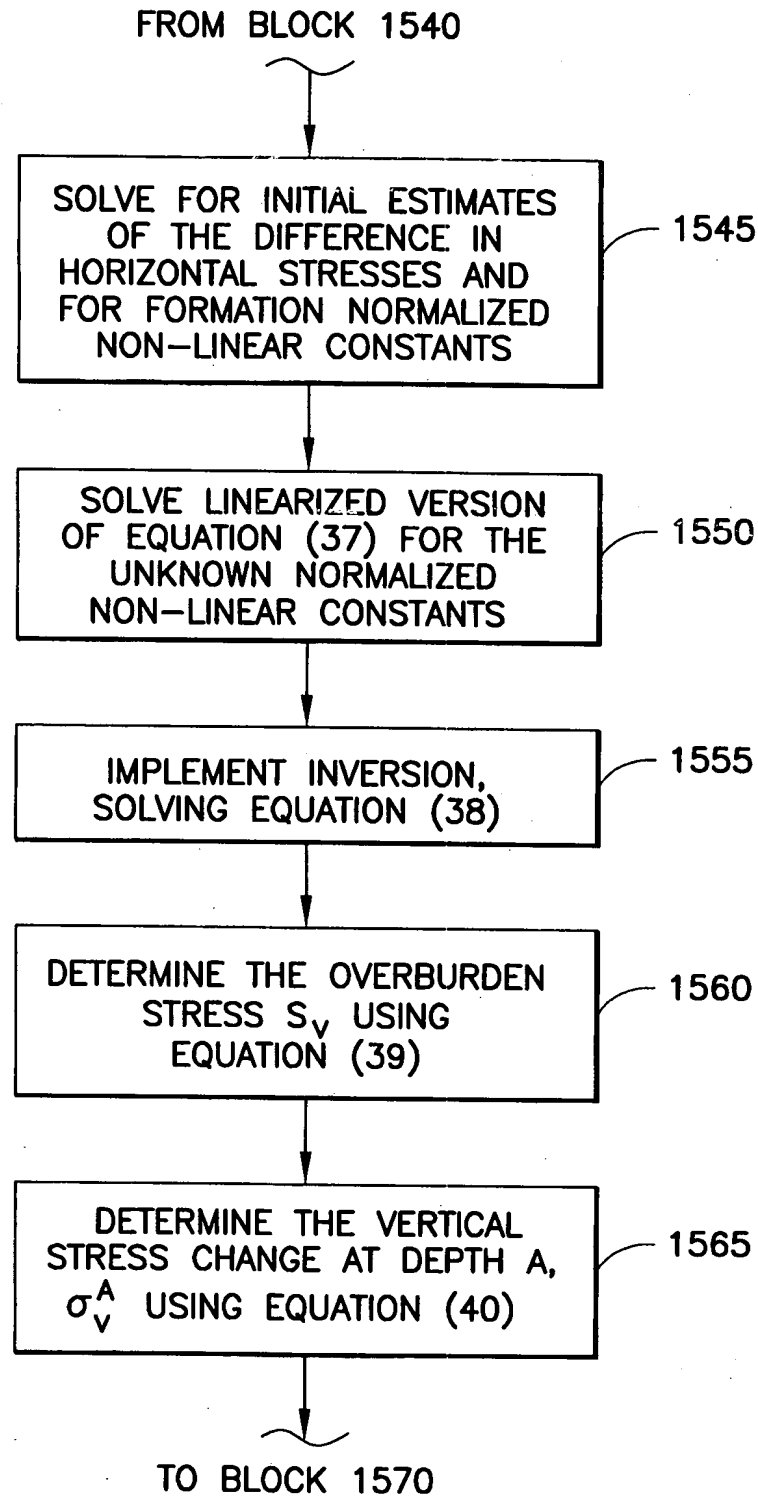 FROM BLOCK 1540
SOLVE FOR INITIAL ESTIMATES
OF THE DIFFERENCE IN
HORIZONTAL STRESSES AND
FOR FORMATION NORMALIZED
NON-LINEAR CONSTANTS
1545
SOLVE LINEARIZED VERSION
OF EQUATION (37) FOR THE
UNKNOWN NORMALIZED
NON-LINEAR CONSTANTS
1550
IMPLEMENT INVERSION,
SOLVING EQUATION (38)
1555
DETERMINE THE OVERBURDEN
STRESS S_V USING
EQUATION (39)
1560
DETERMINE THE VERTICAL
STRESS CHANGE AT DEPTH A,
σ_V^A USING EQUATION (40)
1565
TO BLOCK 1570